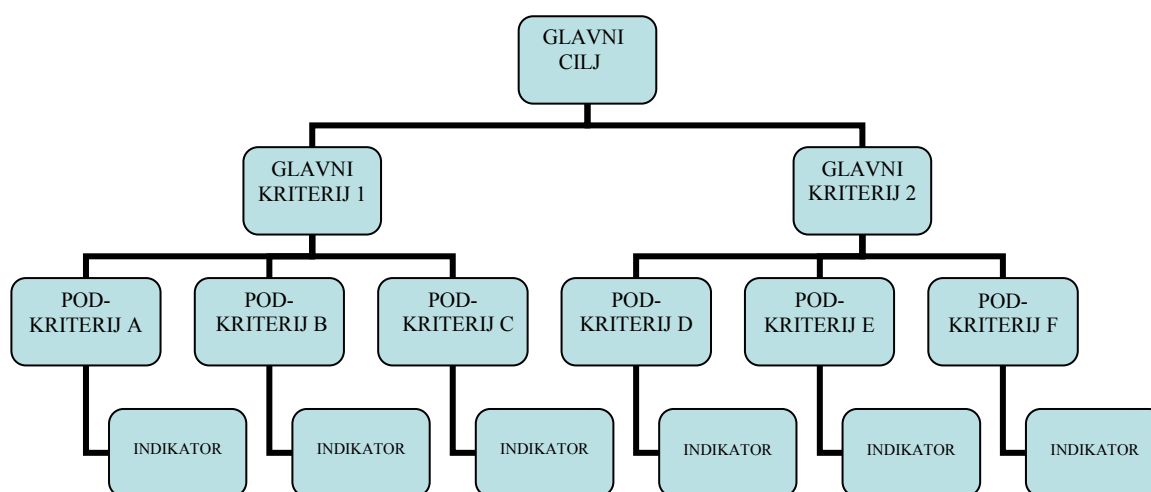 GLAVNI
CILJ
GLAVNI
KRITERIJ 1
GLAVNI
KRITERIJ 2
POD-
KRITERIJ A
POD-
KRITERIJ B
POD-
KRITERIJ C
POD-
KRITERIJ D
POD-
KRITERIJ E
POD-
KRITERIJ F
INDIKATOR
INDIKATOR
INDIKATOR
INDIKATOR
INDIKATOR
INDIKATOR